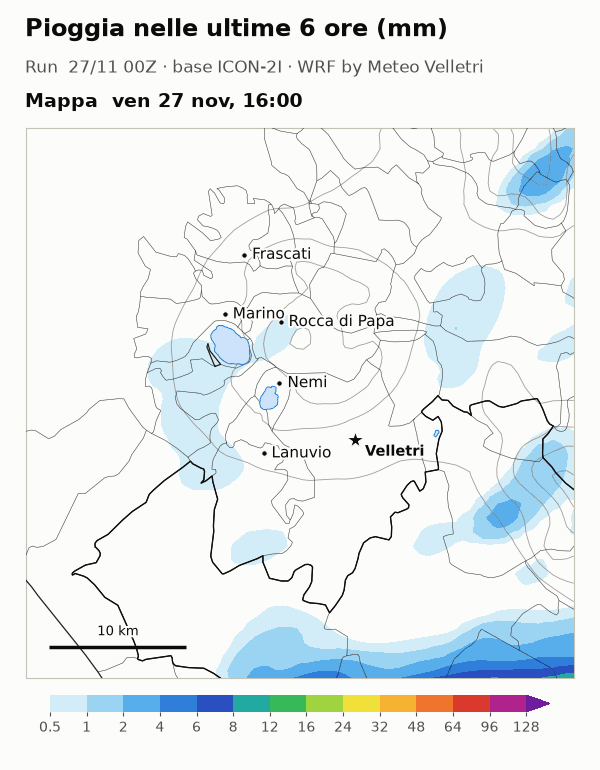 Pioggia nelle ultime 6 ore (mm)
Run  27/11 00Z · base ICON-2I · WRF by Meteo Velletri
Mappa  ven 27 nov, 16:00
Frascati
Marino
Rocca di Papa
Nemi
Velletri
Lanuvio
10 km
0.5 1 2 4 6 8 12 16 24 32 48 64 96 128